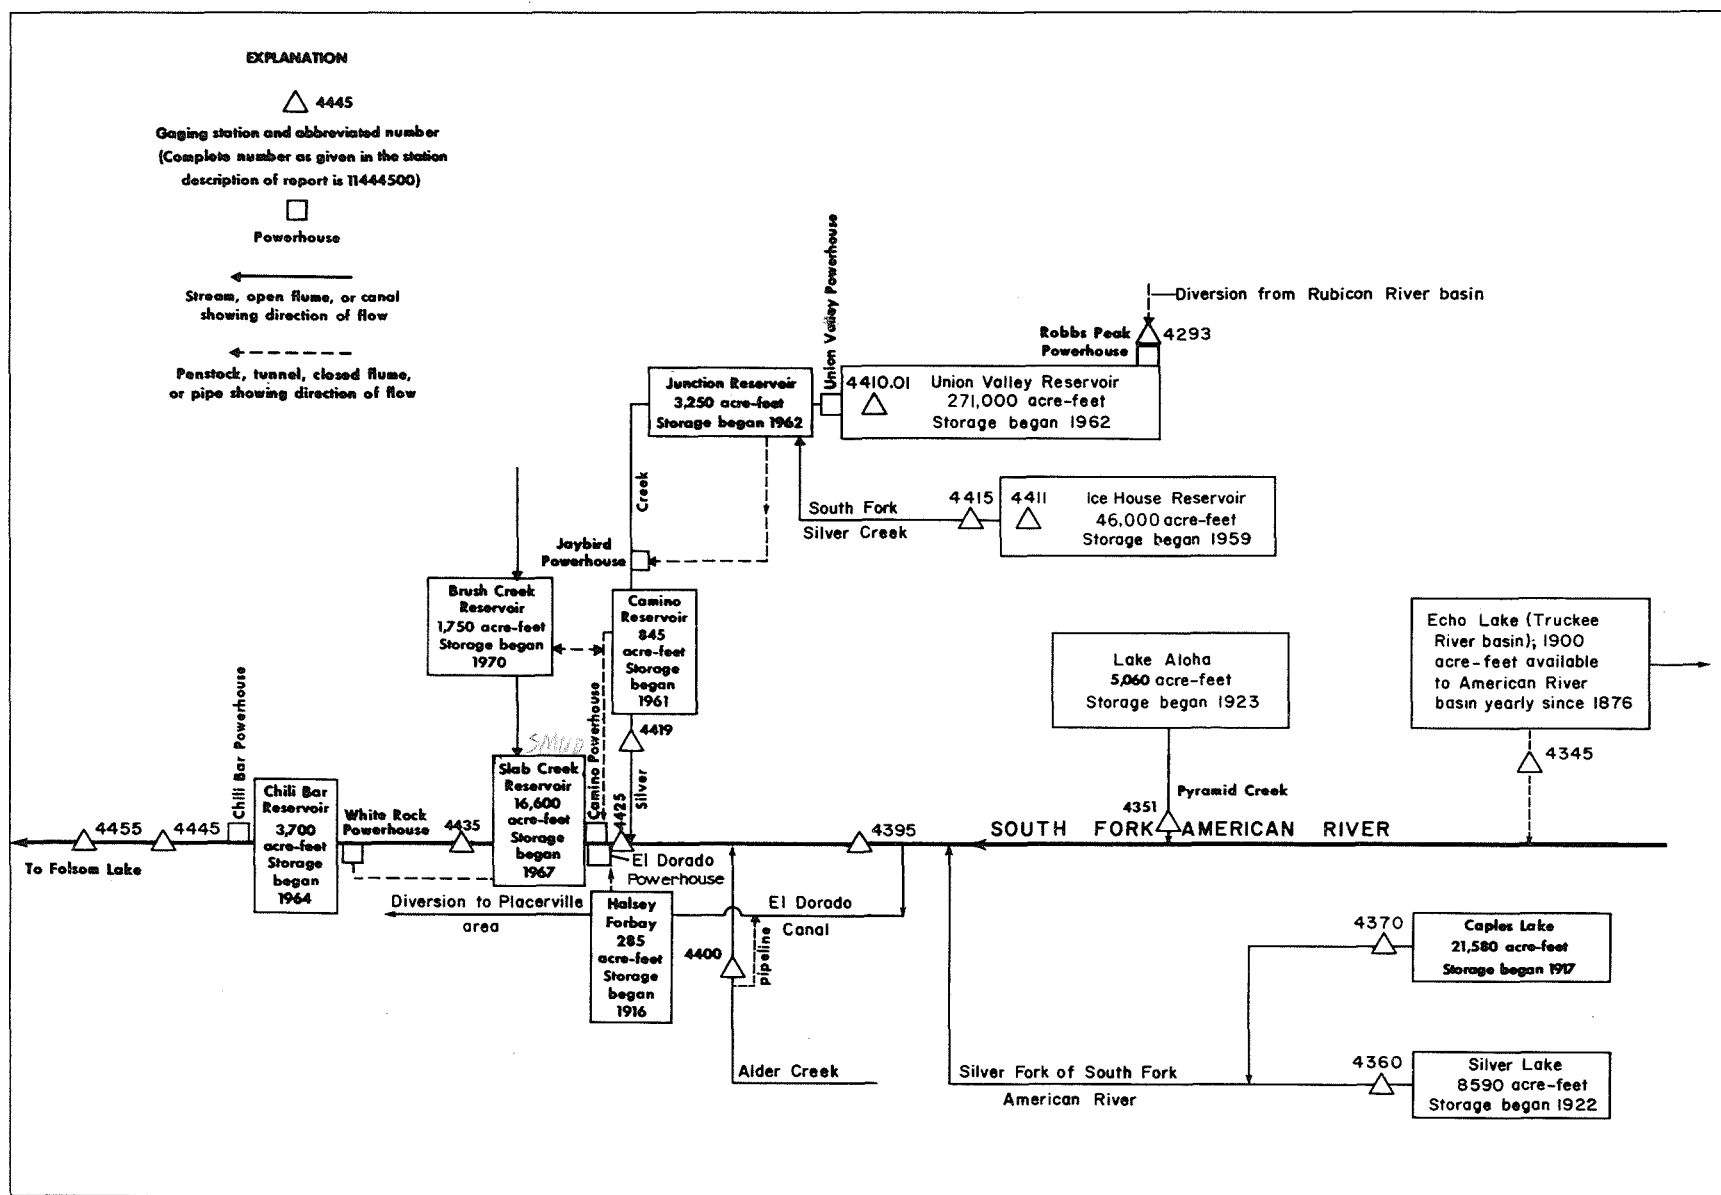 EXPLANATION
4445
Gaging station and abbreviated number
(Complete number as given in the station
description of report is 11444500)
Powerhouse
Stream, open flume, or canal
showing direction of flow
Penstock, tunnel, closed flume,
or pipe showing direction of flow
Diversion from Rubicon River basin
Robbs Peak
Powerhouse
4293
Union Valley Powerhouse
Junction Reservoir
3,250 acre-feet
Storage began 1962
4410.01
Union Valley Reservoir
271,000 acre-feet
Storage began 1962
Creek
South Fork
Silver Creek
4415
4411
Ice House Reservoir
46,000 acre-feet
Storage began 1959
Jaybird
Powerhouse
Brush Creek
Reservoir
1,750 acre-feet
Storage began
1970
Camino
Reservoir
845
acre-feet
Storage
began
1961
Lake Aloha
5,060 acre-feet
Storage began 1923
Echo Lake (Truckee
River basin); 1900
acre-feet available
to American River
basin yearly since 1876
4419
SMUD
Camino Powerhouse
4425
Silver
Chili Bar Powerhouse
Slab Creek
Reservoir
16,600
acre-feet
Storage
began
1967
4345
4351
Pyramid Creek
Chili Bar
Reservoir
3,700
acre-feet
Storage
began
1964
White Rock
Powerhouse
4455
4445
4435
4395
SOUTH FORK AMERICAN RIVER
To Folsom Lake
El Dorado
Powerhouse
Diversion to Placerville
area
Halsey
Forbay
285
acre-feet
Storage
began
1916
El Dorado
Canal
4400
pipeline
4370
Caples Lake
21,580 acre-feet
Storage began 1917
Alder Creek
Silver Fork of South Fork
American River
4360
Silver Lake
8590 acre-feet
Storage began 1922